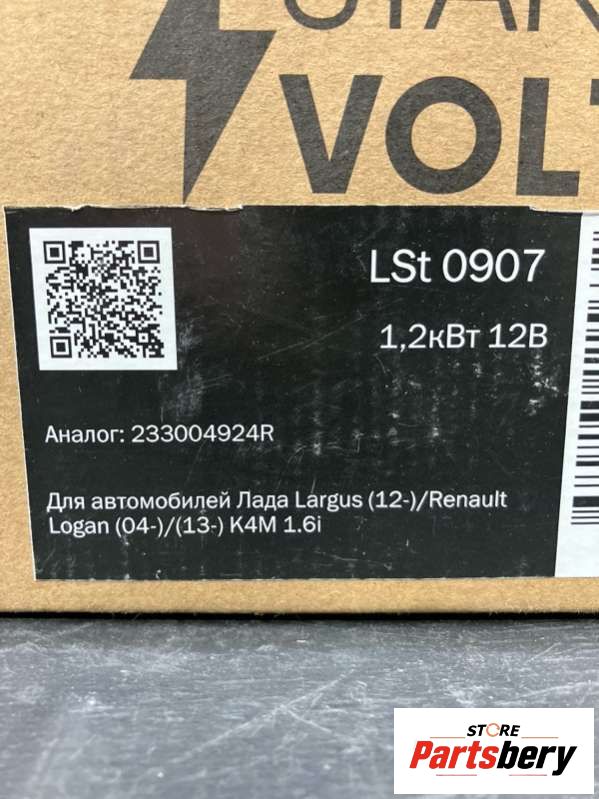 VOLT
LSt 0907
1,2кВт 12В
Аналог: 233004924R
Для автомобилей Лада Largus (12-)/Renault
Logan (04-)/(13-) K4M 1.6i
STORE
Partsbery